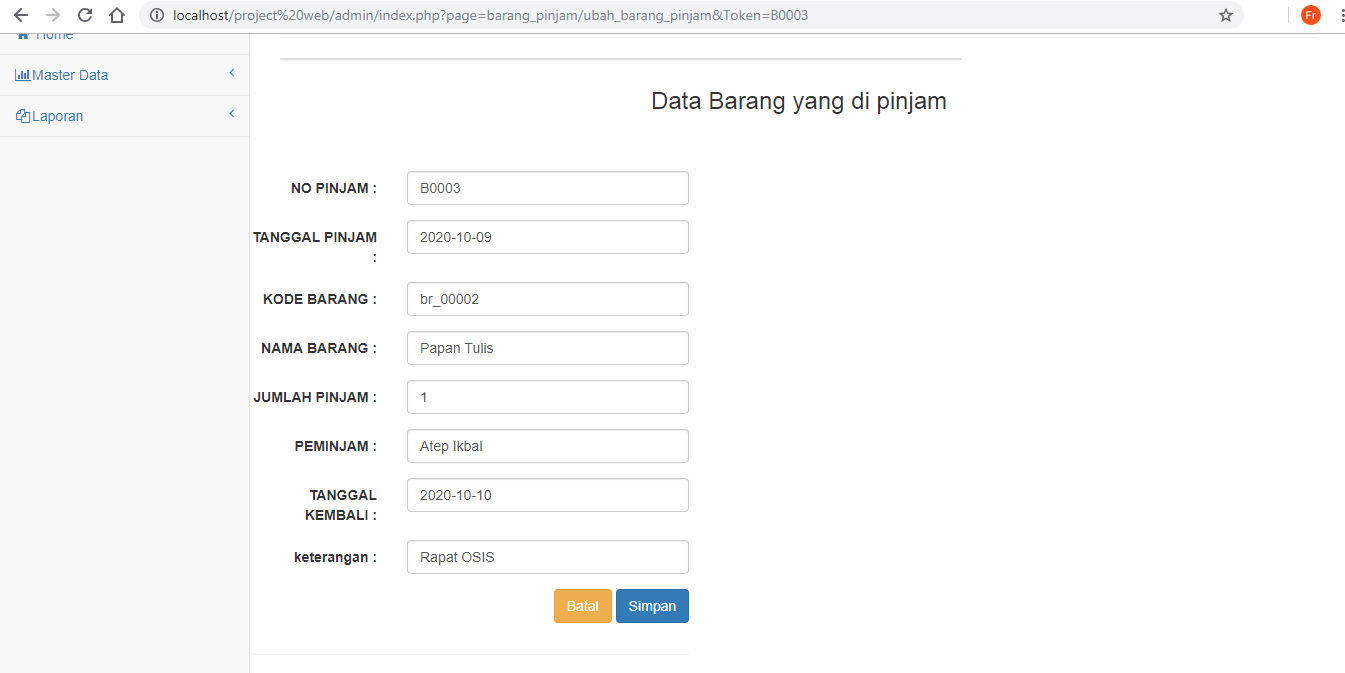 localhost/project%20web/admin/index.php?page=barang_pinjam/ubah_barang_pinjam&Token=B0003
Fr
Home
Master Data
Laporan
Data Barang yang di pinjam
NO PINJAM : B0003
TANGGAL PINJAM : 2020-10-09
KODE BARANG : br_00002
NAMA BARANG : Papan Tulis
JUMLAH PINJAM : 1
PEMINJAM : Atep Ikbal
TANGGAL KEMBALI : 2020-10-10
keterangan : Rapat OSIS
Batal Simpan